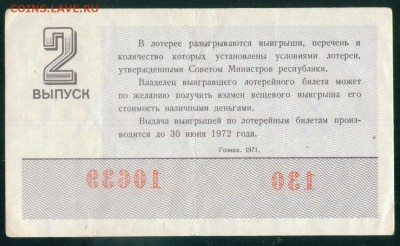 COINS.SU/РФ
2
ВЫПУСК
В лотерее разыгрываются выигрыши, перечень и
количество которых установлены условиями лотереи,
утвержденными Советом Министров республики.
Владелец выигравшего лотерейного билета может
по желанию получить взамен вещевого выигрыша его
стоимость наличными деньгами.
Выдача выигрышей по лотерейным билетам произ-
водится до 30 июня 1972 года.
Гознак. 1971.
10639
130